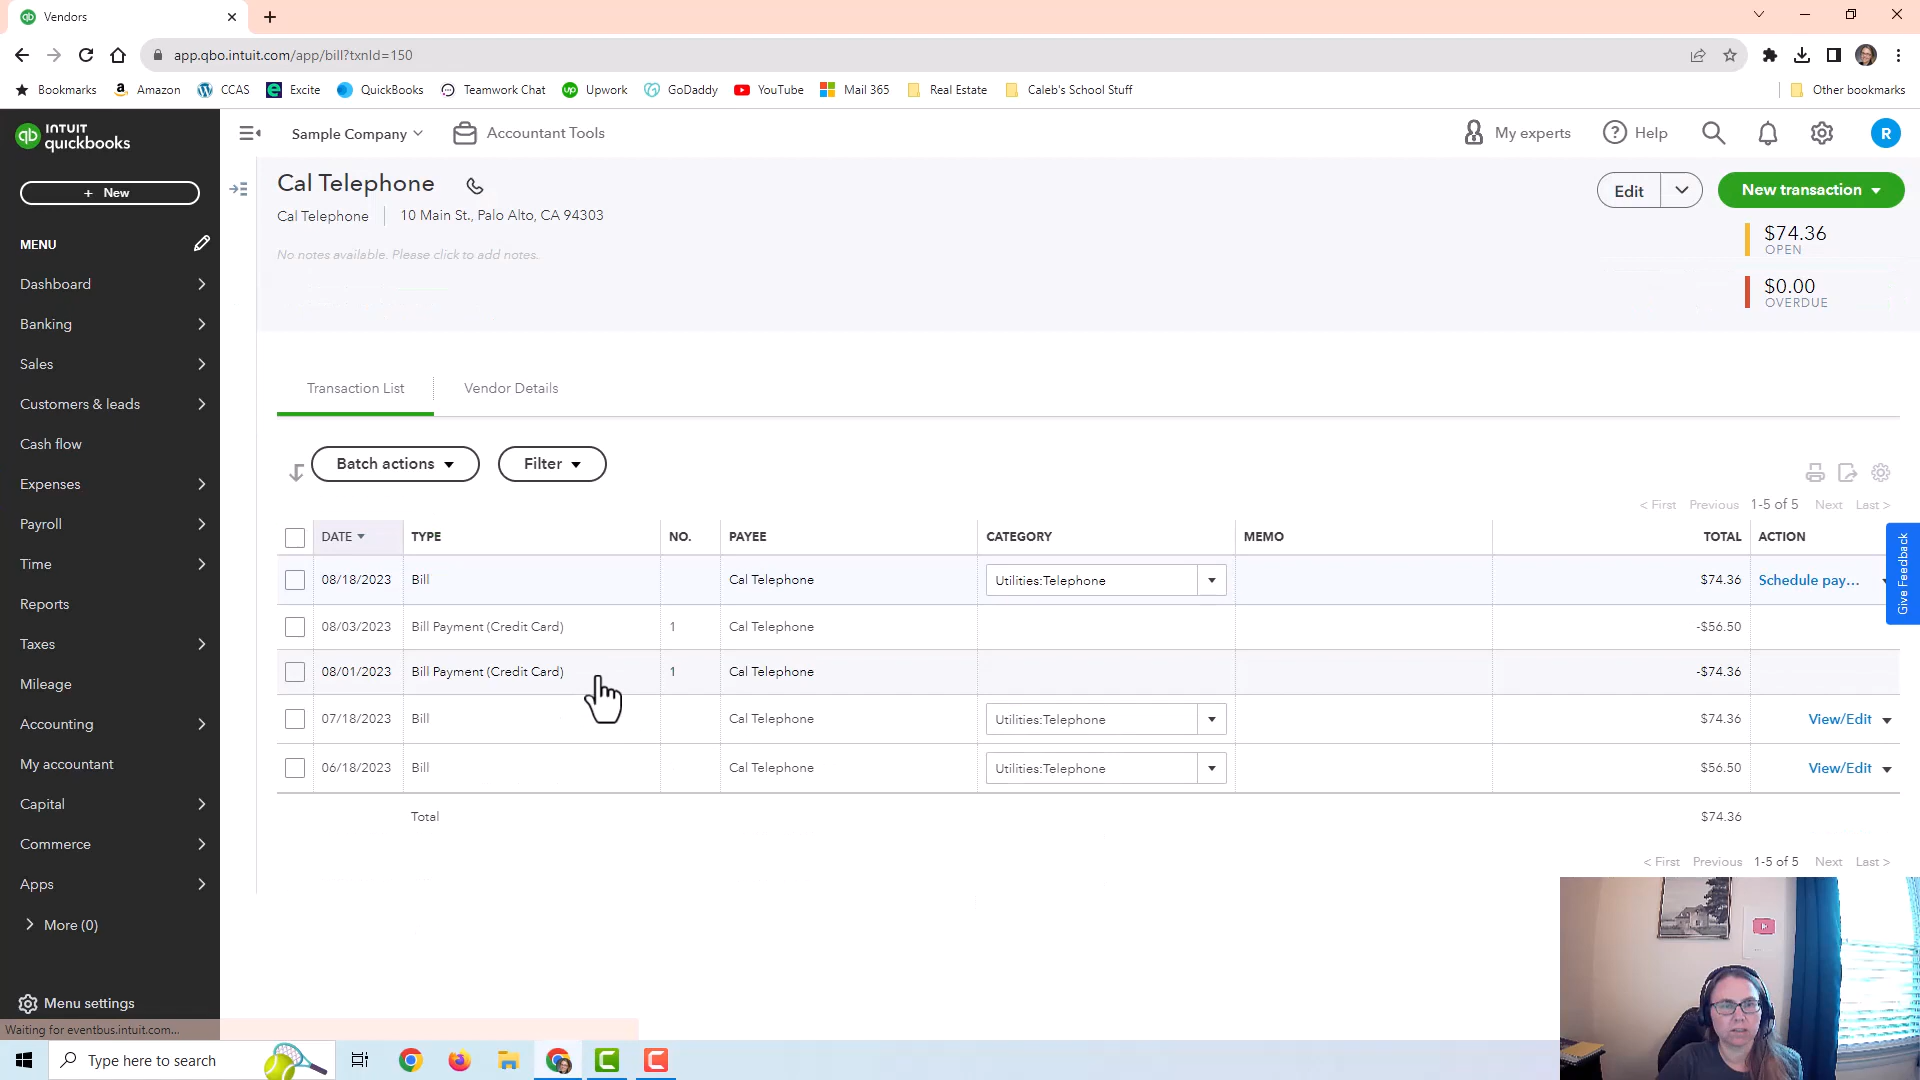 Vendors
app.qbo.intuit.com/app/bill?txnId=150
Bookmarks Amazon CCAS Excite QuickBooks Teamwork Chat Upwork GoDaddy YouTube Mail 365 Real Estate Caleb's School Stuff Other bookmarks
INTUIT
quickbooks
Sample Company Accountant Tools My experts Help R
+ New
Cal Telephone
Edit New transaction
Cal Telephone 10 Main St., Palo Alto, CA 94303
$74.36
OPEN
No notes available. Please click to add notes.
$0.00
OVERDUE
MENU
Dashboard
Banking
Sales
Customers & leads
Cash flow
Expenses
Payroll
Time
Reports
Taxes
Mileage
Accounting
My accountant
Capital
Commerce
Apps
More (0)
Menu settings
Transaction List Vendor Details
Batch actions Filter
< First Previous 1-5 of 5 Next Last >
DATE TYPE NO. PAYEE CATEGORY MEMO TOTAL ACTION
08/18/2023 Bill Cal Telephone Utilities:Telephone $74.36 Schedule pay...
08/03/2023 Bill Payment (Credit Card) 1 Cal Telephone -$56.50
08/01/2023 Bill Payment (Credit Card) 1 Cal Telephone -$74.36
07/18/2023 Bill Cal Telephone Utilities:Telephone $74.36 View/Edit
06/18/2023 Bill Cal Telephone Utilities:Telephone $56.50 View/Edit
Total $74.36
< First Previous 1-5 of 5 Next Last >
Give Feedback
Waiting for eventbus.intuit.com...
Type here to search